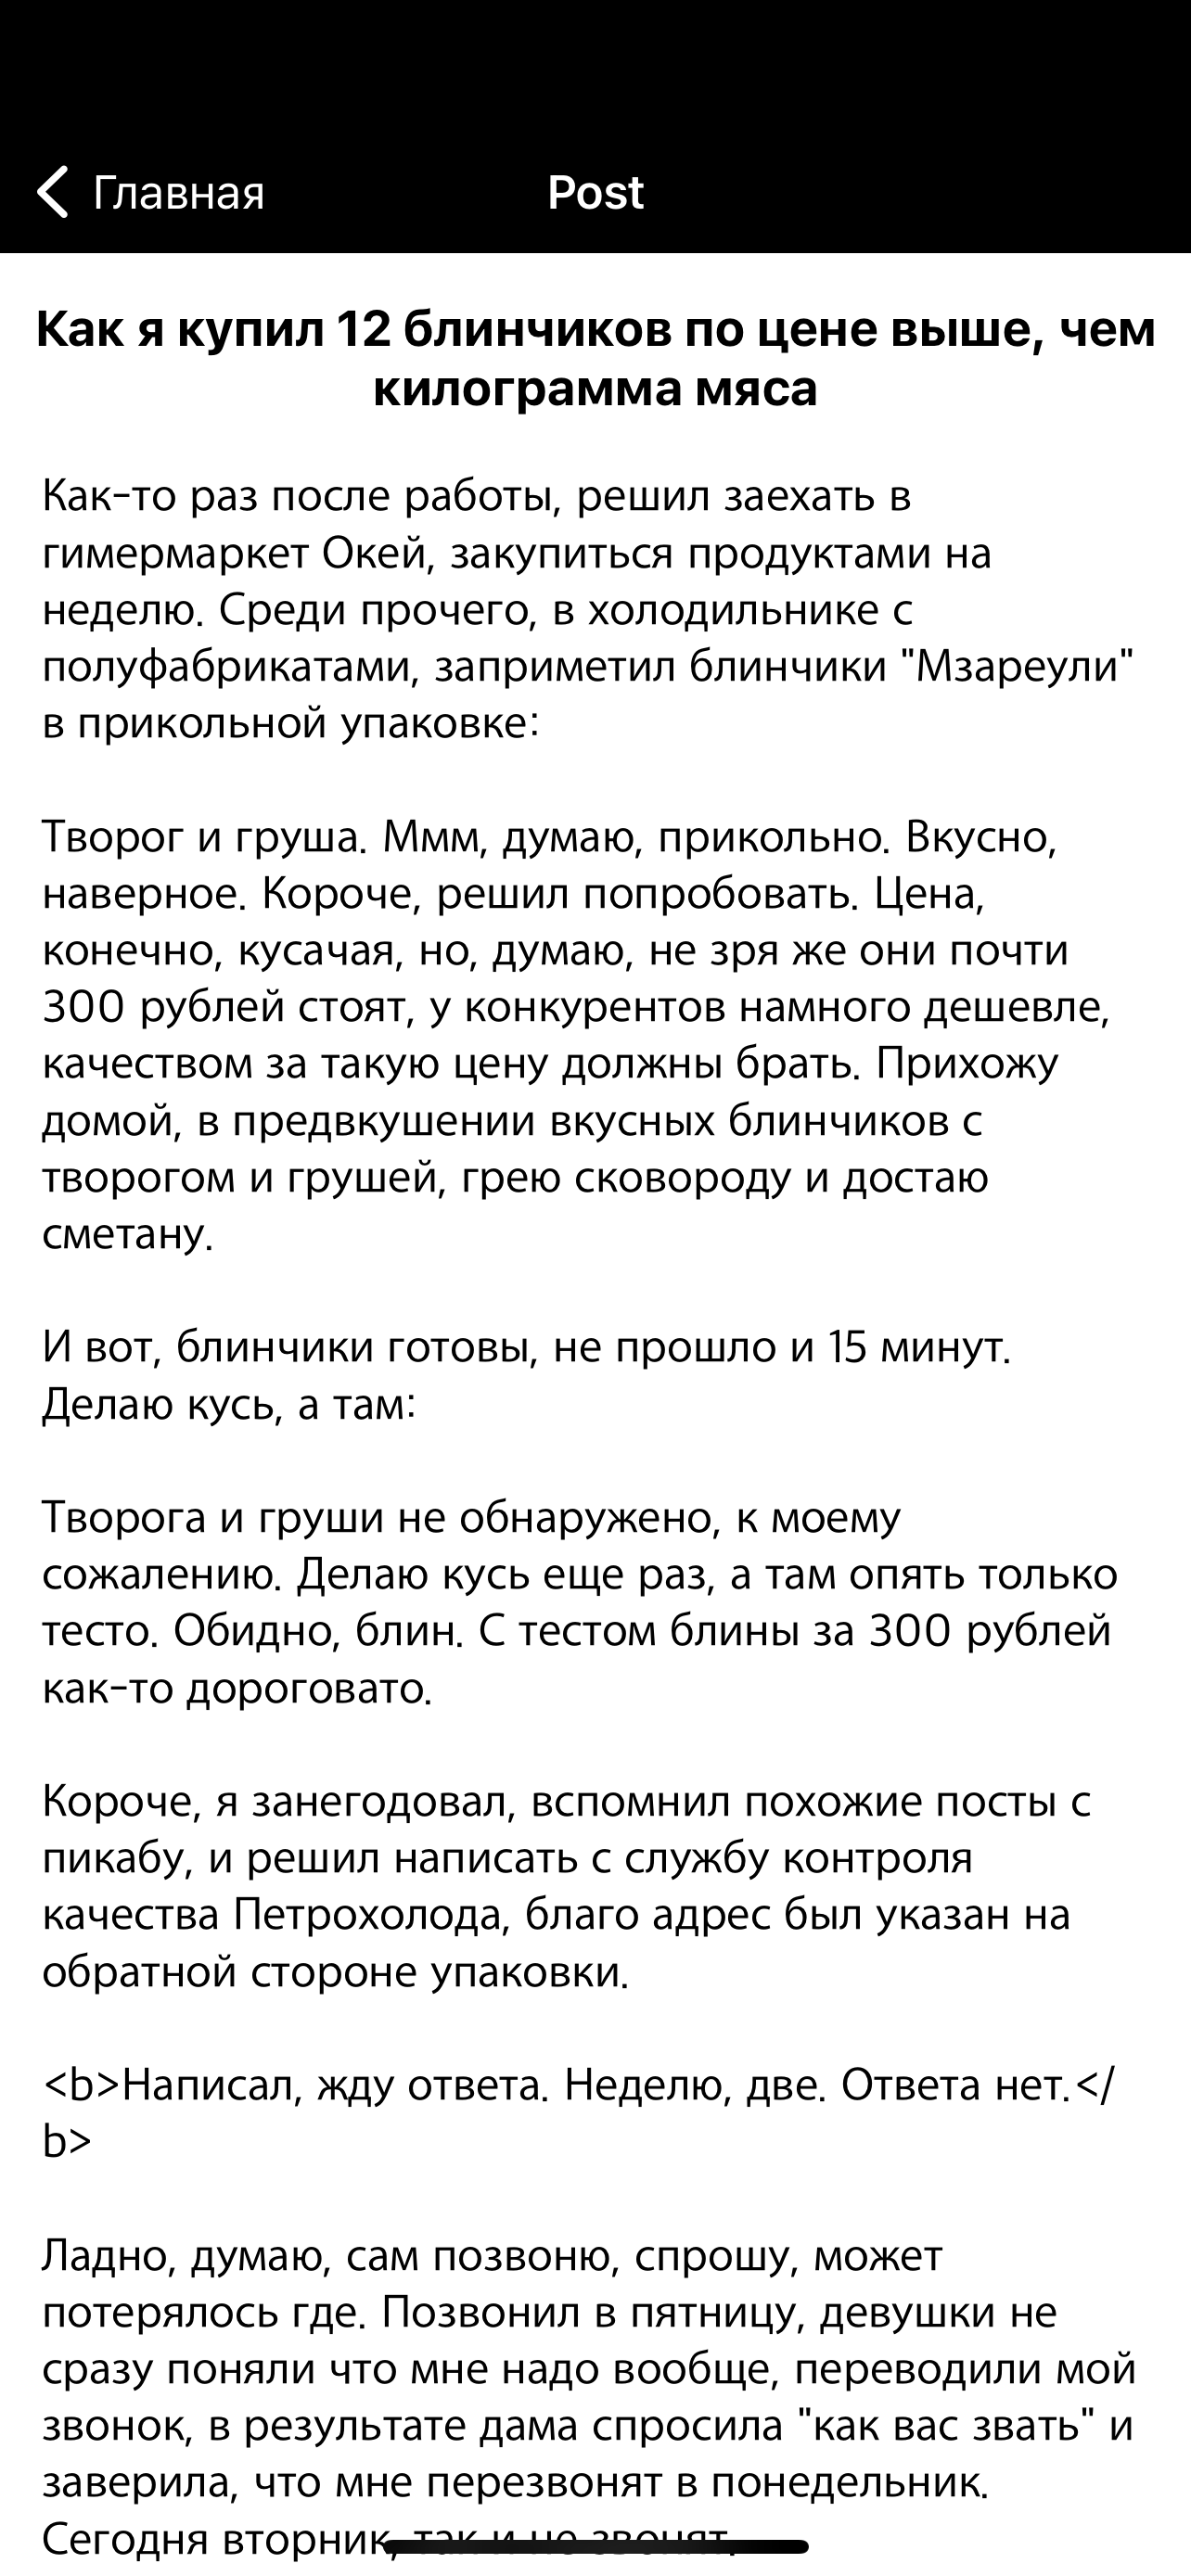 Главная
Post
Как я купил 12 блинчиков по цене выше, чем
килограмма мяса
Как-то раз после работы, решил заехать в
гимермаркет Окей, закупиться продуктами на
неделю. Среди прочего, в холодильнике с
полуфабрикатами, заприметил блинчики "Мзареули"
в прикольной упаковке:
Творог и груша. Ммм, думаю, прикольно. Вкусно,
наверное. Короче, решил попробовать. Цена,
конечно, кусачая, но, думаю, не зря же они почти
300 рублей стоят, у конкурентов намного дешевле,
качеством за такую цену должны брать. Прихожу
домой, в предвкушении вкусных блинчиков с
творогом и грушей, грею сковороду и достаю
сметану.
И вот, блинчики готовы, не прошло и 15 минут.
Делаю кусь, а там:
Творога и груши не обнаружено, к моему
сожалению. Делаю кусь еще раз, а там опять только
тесто. Обидно, блин. С тестом блины за 300 рублей
как-то дороговато.
Короче, я занегодовал, вспомнил похожие посты с
пикабу, и решил написать с службу контроля
качества Петрохолода, благо адрес был указан на
обратной стороне упаковки.
<b>Написал, жду ответа. Неделю, две. Ответа нет.</
b>
Ладно, думаю, сам позвоню, спрошу, может
потерялось где. Позвонил в пятницу, девушки не
сразу поняли что мне надо вообще, переводили мой
звонок, в результате дама спросила "как вас звать" и
заверила, что мне перезвонят в понедельник.
Сегодня вторник, так и не звонят.